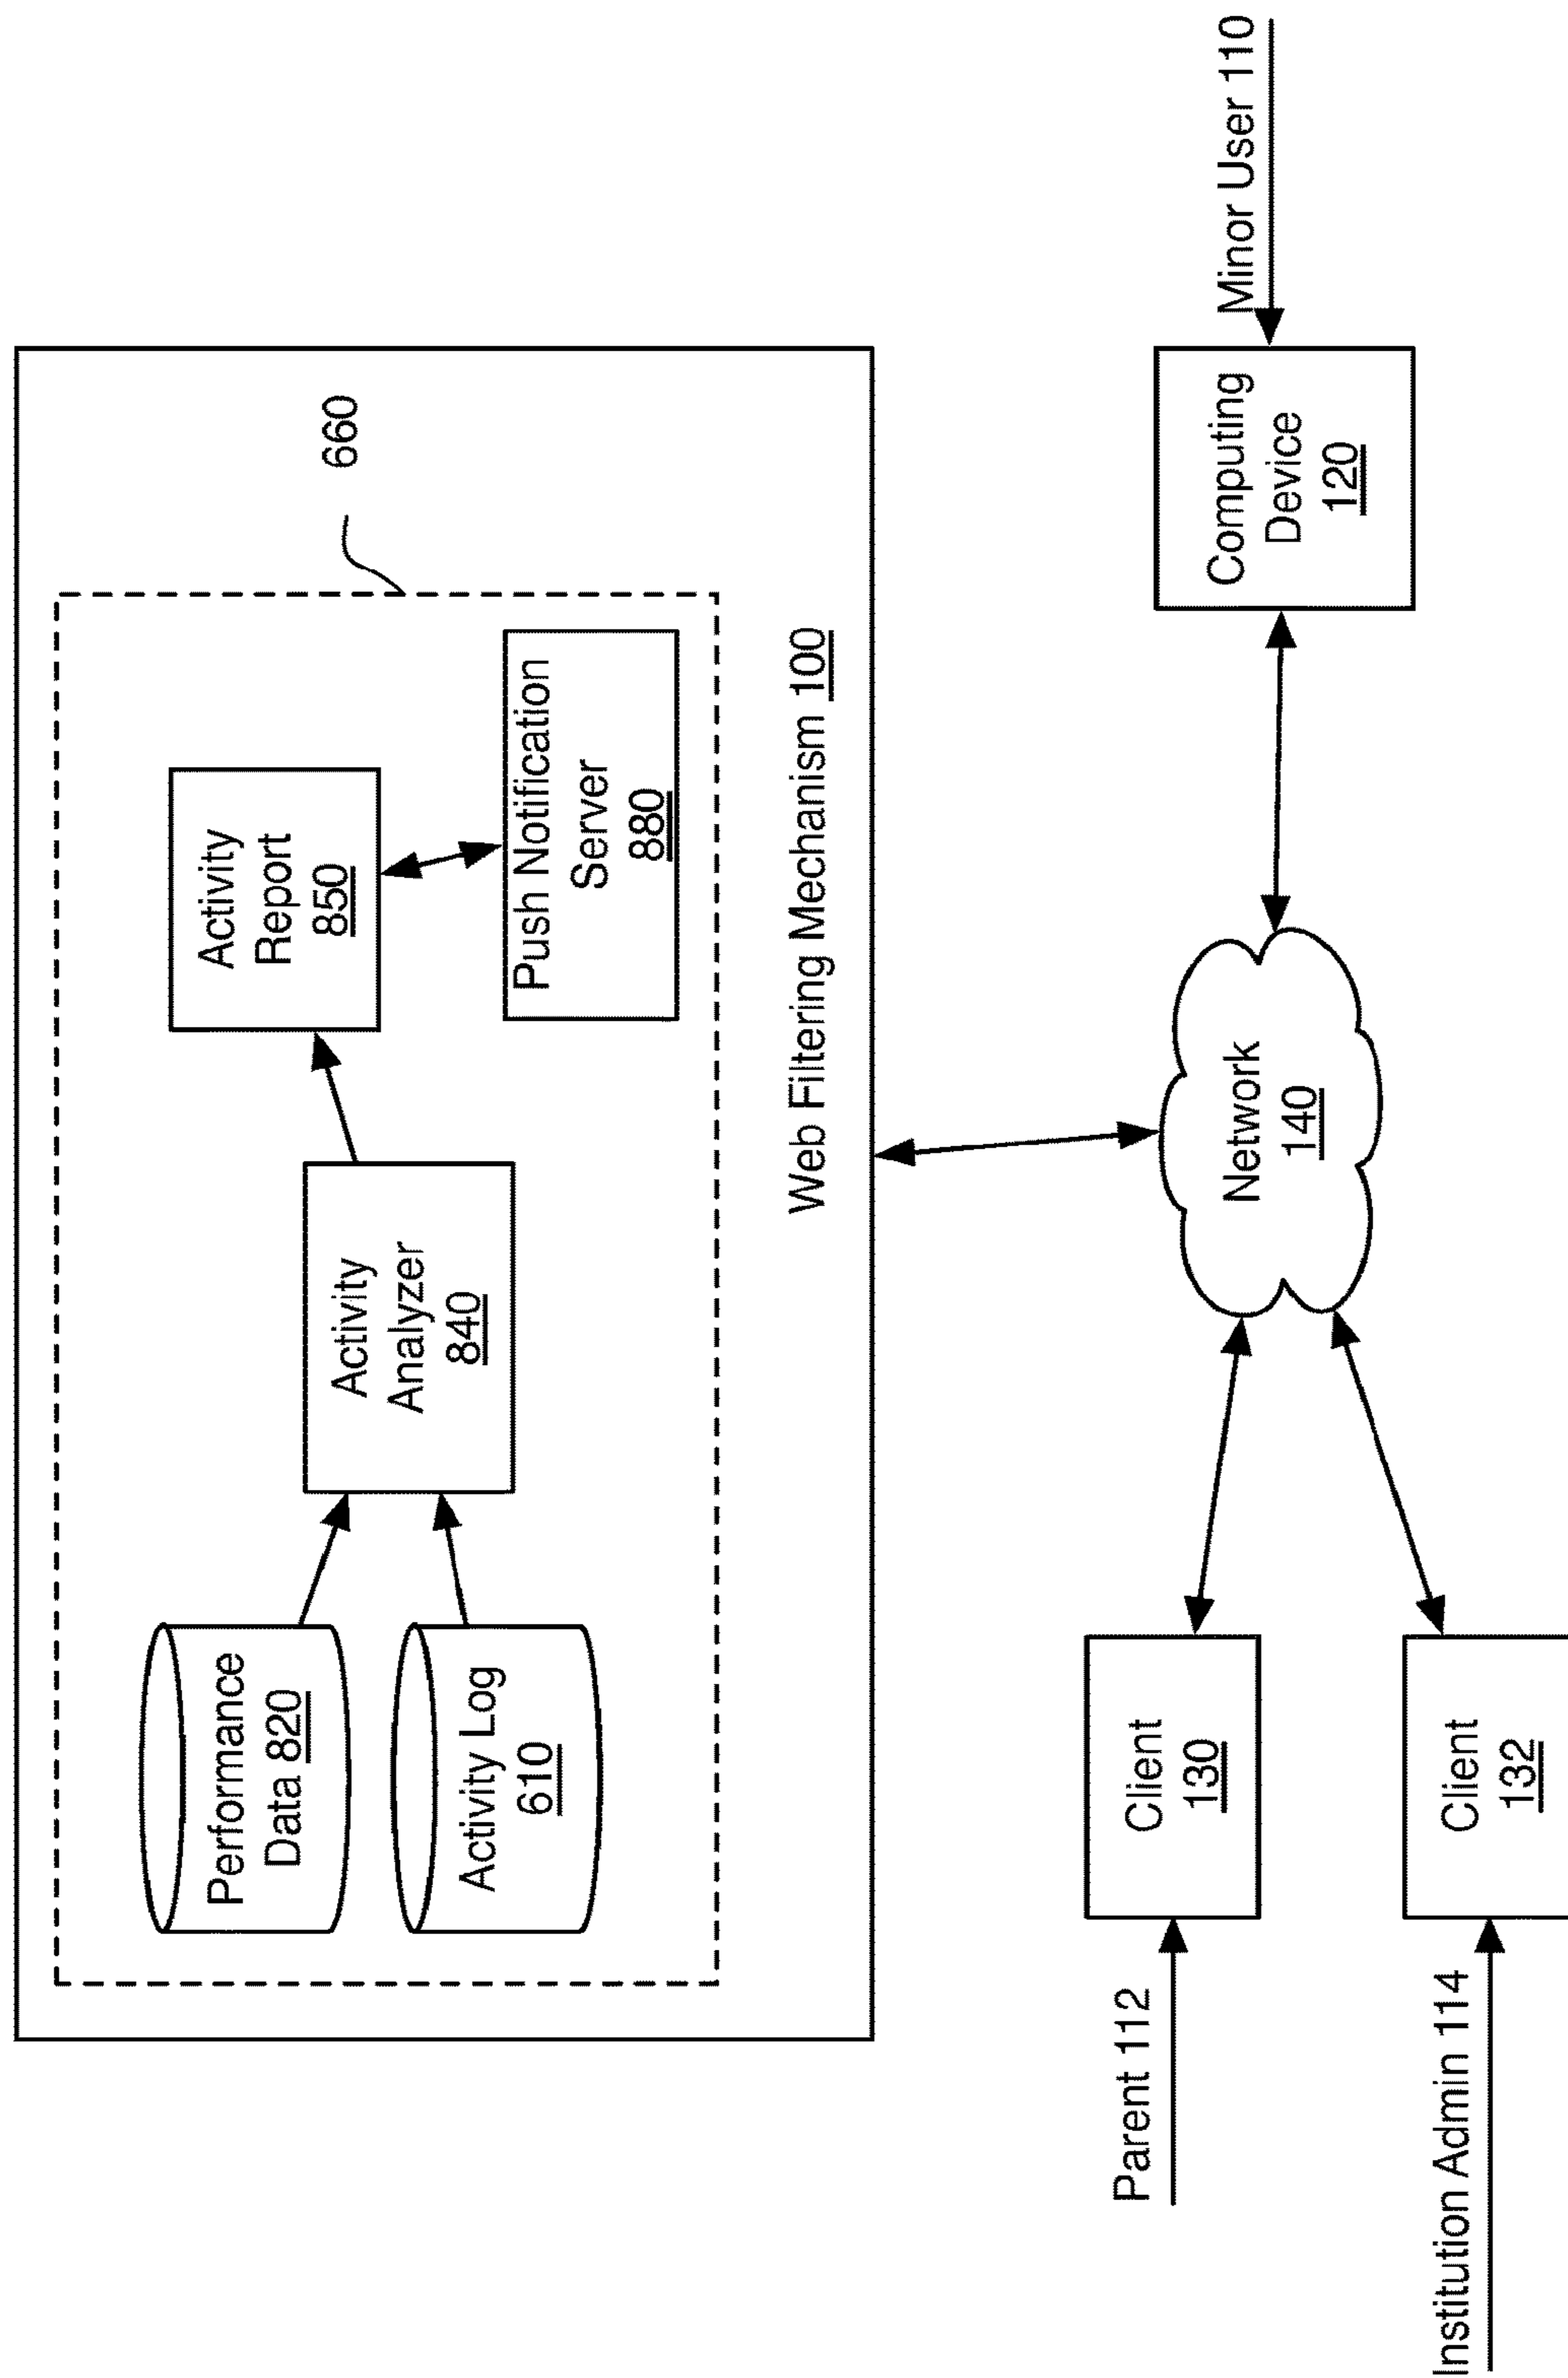 Performance
Data 820
Activity Log
610
Activity
Analyzer
840
Activity
Report
850
Push Notification
Server
880
660
Web Filtering Mechanism 100
Parent 112
Client
130
Institution Admin 114
Client
132
Network
140
Computing
Device
120
Minor User 110